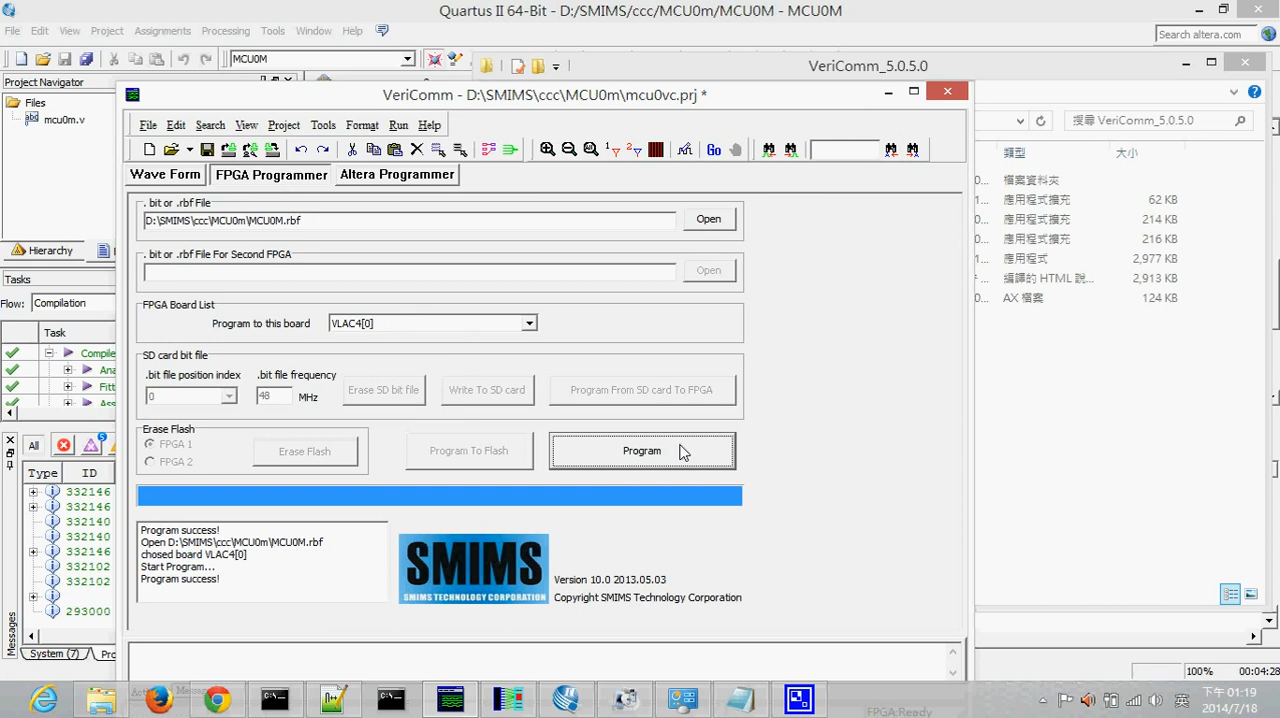 Quartus II 64-Bit - D:/SMIMS/ccc/MCU0m/MCU0M - MCU0M
File Edit View Project Assignments Processing Tools Window Help
Search altera.com
MCU0M
Project Navigator
Files
mcu0m.v
Hierarchy
Tasks
Flow: Compilation
Task
Compile
Ana
Fitt
Ass
All
5
Type ID
332146
332146
332140
332140
332146
332102
332102
293000
Messages
System (7) Pro
VeriComm_5.0.5.0
搜尋 VeriComm_5.0.5.0
類型 大小
0... 檔案資料夾
應用程式擴充 62 KB
0... 應用程式擴充 214 KB
0... 應用程式擴充 216 KB
應用程式 2,977 KB
編譯的 HTML 說... 2,913 KB
0... AX 檔案 124 KB
VeriComm - D:\SMIMS\ccc\MCU0m\mcu0vc.prj *
File Edit Search View Project Tools Format Run Help
Go
Wave Form FPGA Programmer Altera Programmer
. bit or .rbf File
D:\SMIMS\ccc\MCU0m\MCU0M.rbf Open
. bit or .rbf File For Second FPGA
Open
FPGA Board List
Program to this board VLAC4[0]
SD card bit file
.bit file position index .bit file frequency
0 48 MHz Erase SD bit file Write To SD card Program From SD card To FPGA
Erase Flash
FPGA 1
FPGA 2
Erase Flash Program To Flash Program
Program success!
Open D:\SMIMS\ccc\MCU0m\MCU0M.rbf
chosed board VLAC4[0]
Start Program...
Program success!
SMIMS
SMIMS TECHNOLOGY CORPORATION
Version 10.0 2013.05.03
Copyright SMIMS Technology Corporation
100% 00:04:28
FPGA:Ready
英
下午 01:19
2014/7/18